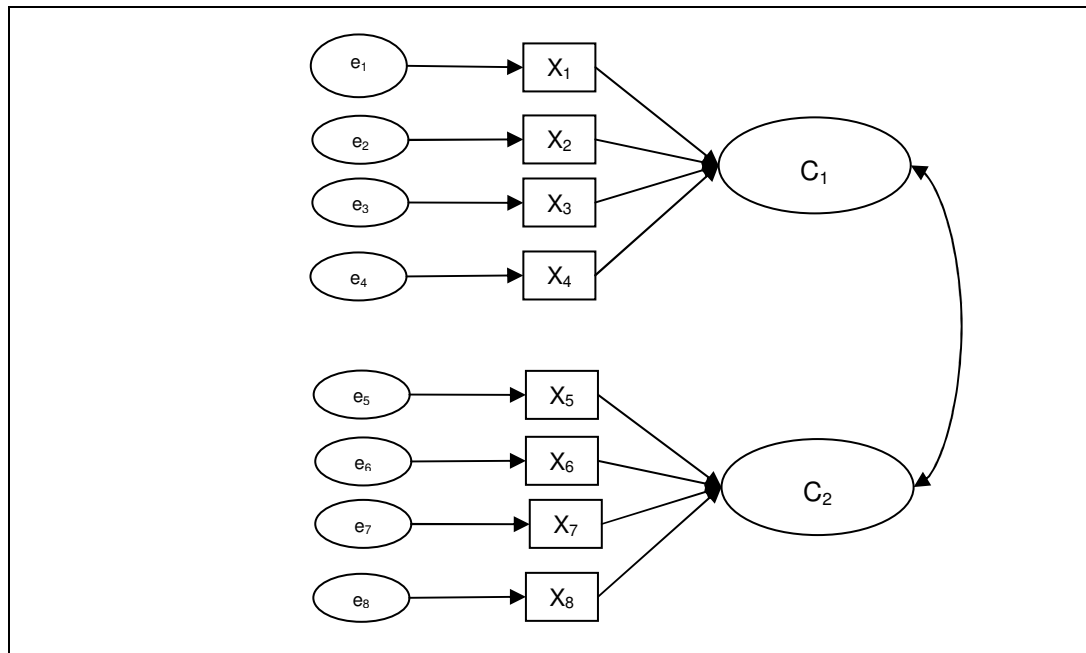 e₁ X₁
e₂ X₂
C₁
e₃ X₃
e₄ X₄
e₅ X₅
e₆ X₆
C₂
e₇ X₇
e₈ X₈